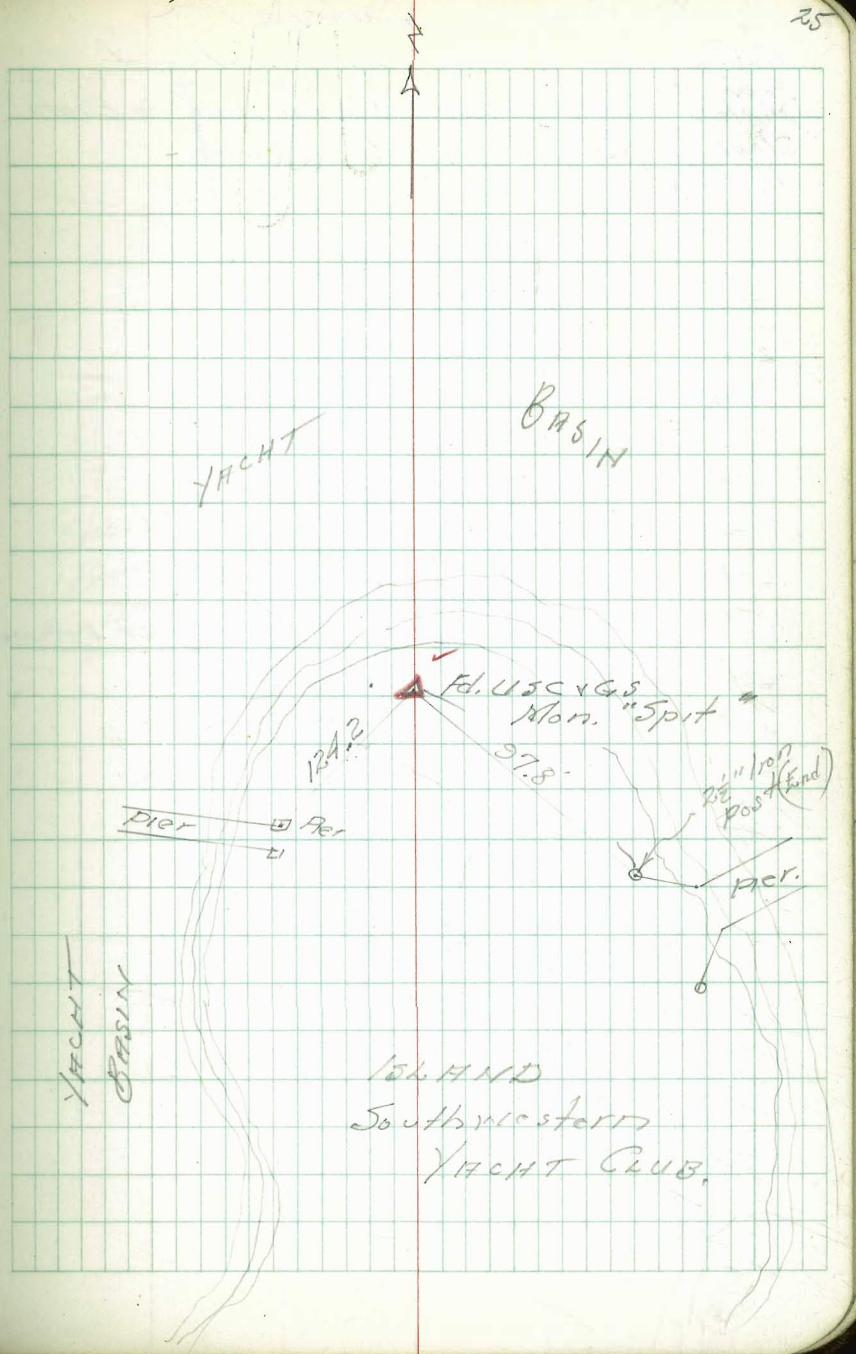 25
N
YACHT
BASIN
Fd. USC & GS
Mon. "Spit"
124.2
97.8
2½" Iron
post (End)
Pier
Pier
Pier.
YACHT
BASIN
ISLAND
Southwestern
YACHT CLUB.